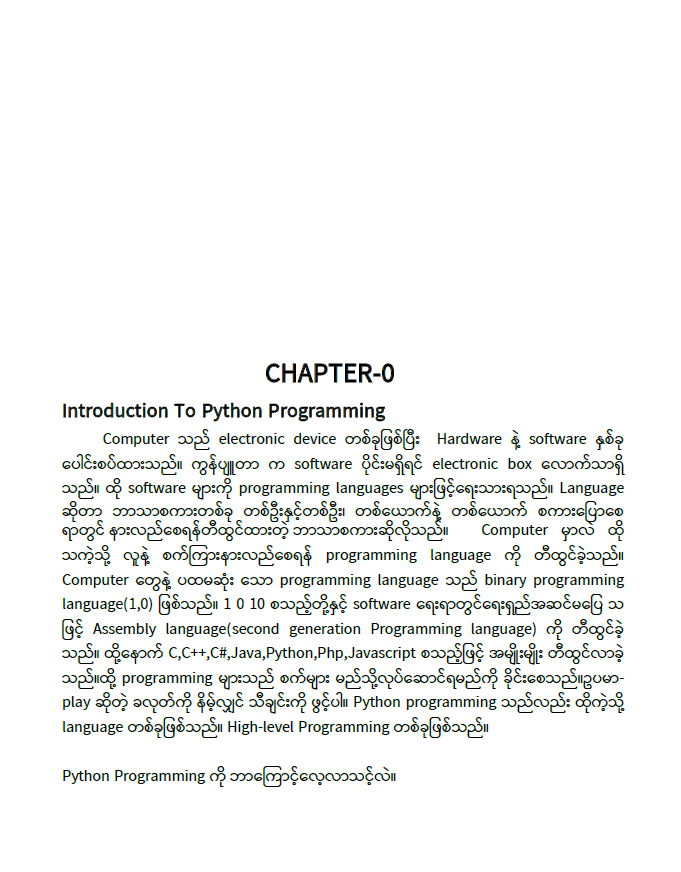 CHAPTER-0
Introduction To Python Programming
Computer သည် electronic device တစ်ခုဖြစ်ပြီး Hardware နဲ့ software နှစ်ခု
ပေါင်းစပ်ထားသည်။ ကွန်ပျူတာ က software ပိုင်းမရှိရင် electronic box လောက်သာရှိ
သည်။ ထို software များကို programming languages များဖြင့်ရေးသားရသည်။ Language
ဆိုတာ ဘာသာစကားတစ်ခု တစ်ဦးနှင့်တစ်ဦး၊ တစ်ယောက်နဲ့ တစ်ယောက် စကားပြောစေ
ရာတွင် နားလည်စေရန်တီထွင်ထားတဲ့ ဘာသာစကားဆိုလိုသည်။ Computer မှာလဲ ထို
သကဲ့သို့ လူနဲ့ စက်ကြားနားလည်စေရန် programming language ကို တီထွင်ခဲ့သည်။
Computer တွေနဲ့ ပထမဆုံး သော programming language သည် binary programming
language(1,0) ဖြစ်သည်။ 1 0 10 စသည့်တို့နှင့် software ရေးရာတွင်ရေးရှည်အဆင်မပြေ သ
ဖြင့် Assembly language(second generation Programming language) ကို တီထွင်ခဲ့
သည်။ ထို့နောက် C,C++,C#,Java,Python,Php,Javascript စသည့်ဖြင့် အမျိုးမျိုး တီထွင်လာခဲ့
သည်။ထို့ programming များသည် စက်များ မည်သို့လုပ်ဆောင်ရမည်ကို ခိုင်းစေသည်။ဥပမာ-
play ဆိုတဲ့ ခလုတ်ကို နိမ့်လျှင် သီချင်းကို ဖွင့်ပါ။ Python programming သည်လည်း ထိုကဲ့သို့
language တစ်ခုဖြစ်သည်။ High-level Programming တစ်ခုဖြစ်သည်။
Python Programming ကို ဘာကြောင့်လေ့လာသင့်လဲ။